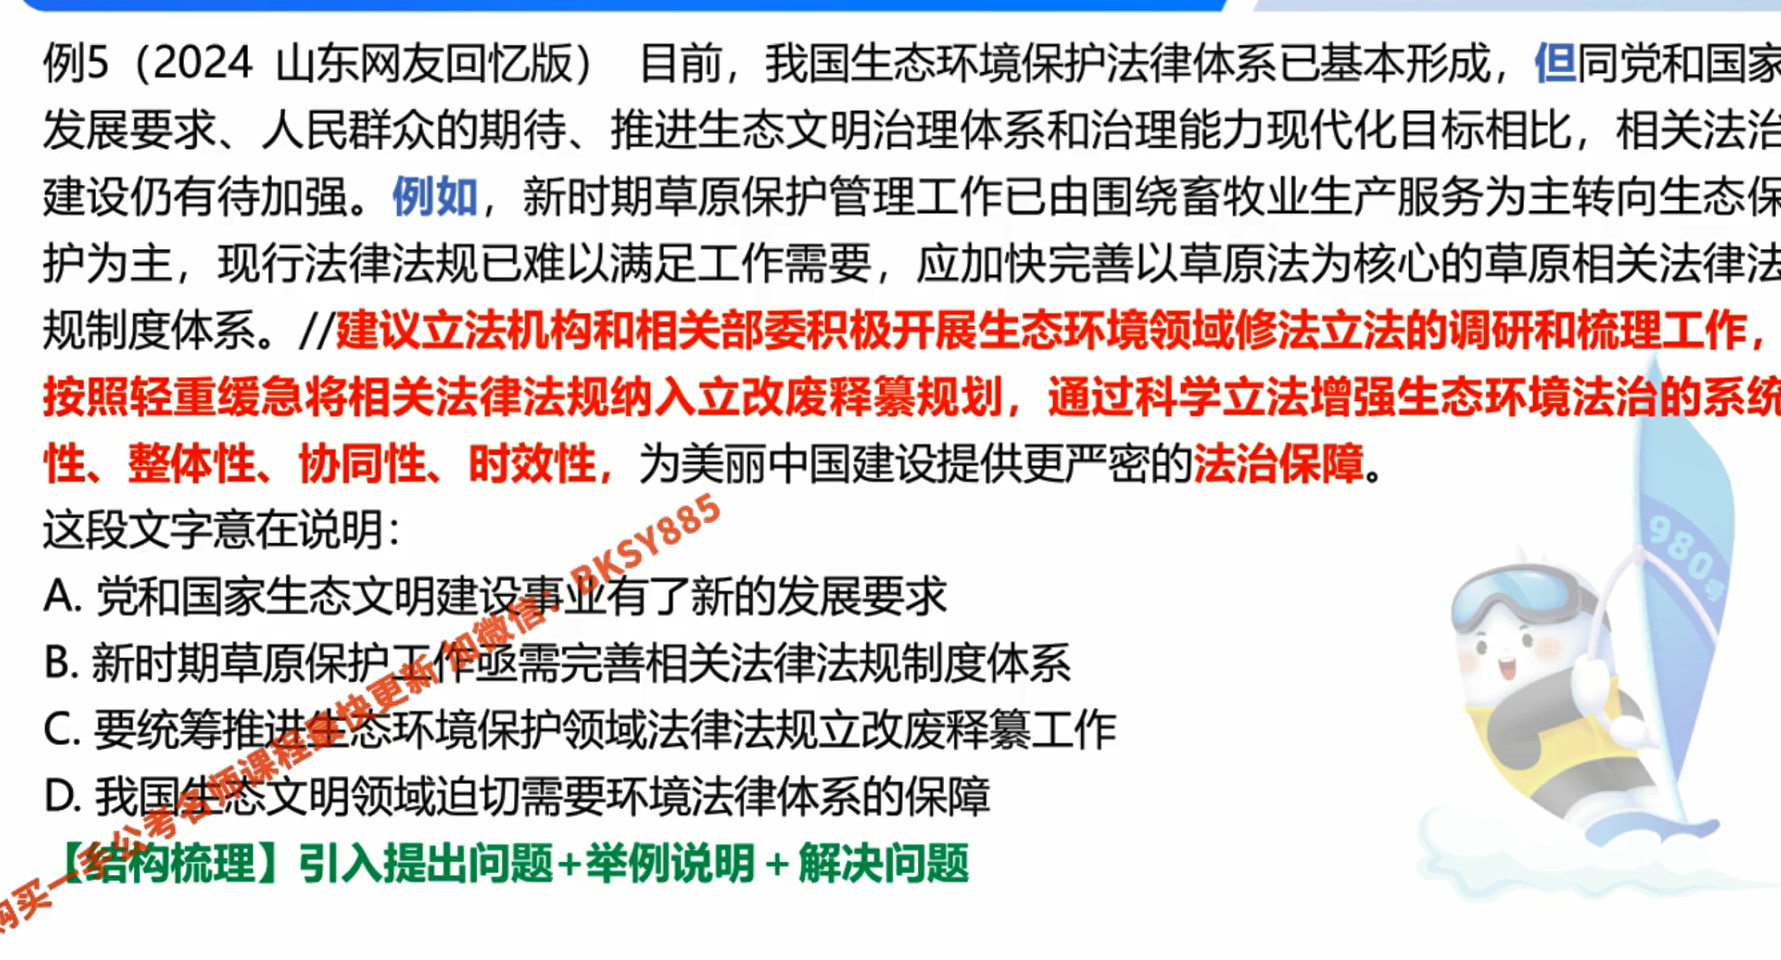 例5（2024 山东网友回忆版） 目前，我国生态环境保护法律体系已基本形成，但同党和国家
发展要求、人民群众的期待、推进生态文明治理体系和治理能力现代化目标相比，相关法治
建设仍有待加强。例如，新时期草原保护管理工作已由围绕畜牧业生产服务为主转向生态保
护为主，现行法律法规已难以满足工作需要，应加快完善以草原法为核心的草原相关法律法
规制度体系。//建议立法机构和相关部委积极开展生态环境领域修法立法的调研和梳理工作，
按照轻重缓急将相关法律法规纳入立改废释纂规划，通过科学立法增强生态环境法治的系统
性、整体性、协同性、时效性，为美丽中国建设提供更严密的法治保障。
这段文字意在说明：
A. 党和国家生态文明建设事业有了新的发展要求
B. 新时期草原保护工作亟需完善相关法律法规制度体系
C. 要统筹推进生态环境保护领域法律法规立改废释纂工作
D. 我国生态文明领域迫切需要环境法律体系的保障
【结构梳理】引入提出问题+举例说明+解决问题
购买一手公考名师课程最快更新 加微信：BKSY885
980号